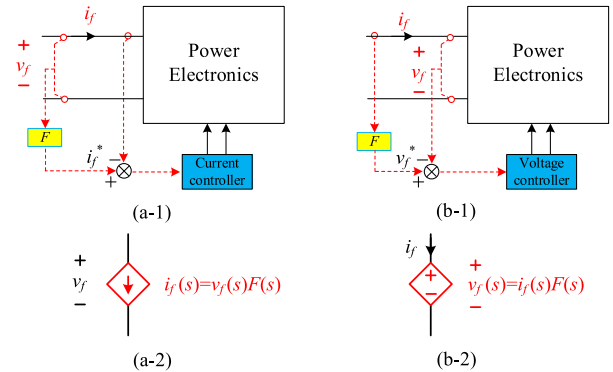 i_f
+
v_f
−
F
i_f^*
−
+
Power
Electronics
Current
controller
(a-1)
i_f
+
v_f
−
F
v_f^*
−
+
Power
Electronics
Voltage
controller
(b-1)
+
v_f
−
i_f(s)=v_f(s)F(s)
(a-2)
i_f
+
−
+
v_f(s)=i_f(s)F(s)
−
(b-2)